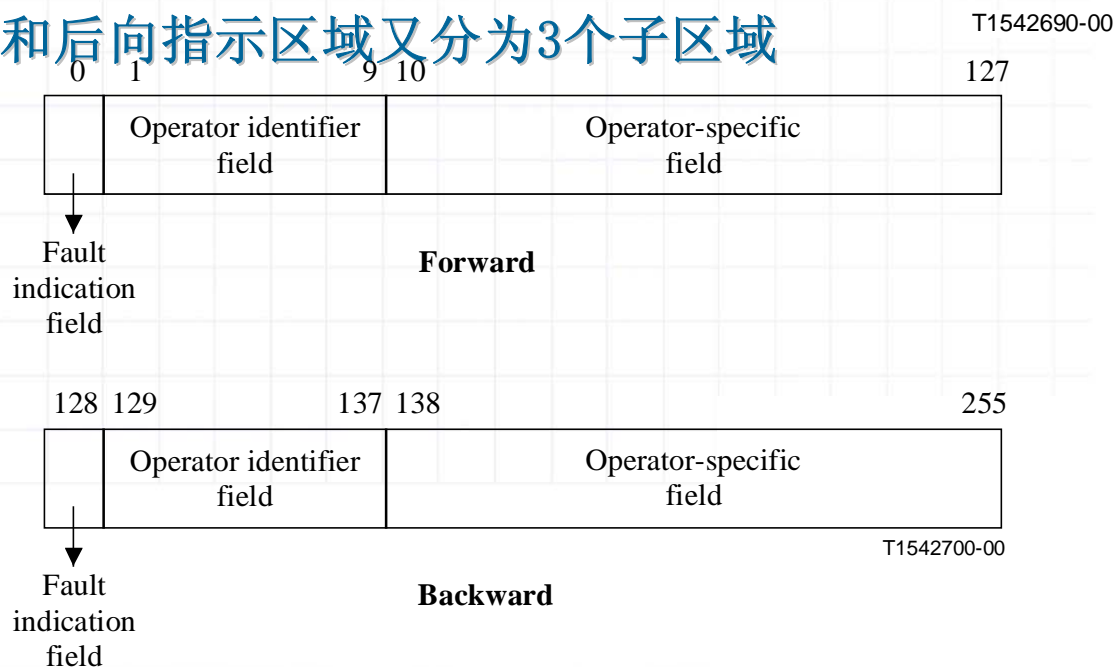 和后向指示区域又分为3个子区域
T1542690-00
0 1 9 10 127
Operator identifier field
Operator-specific field
Fault indication field
Forward
128 129 137 138 255
Operator identifier field
Operator-specific field
T1542700-00
Fault indication field
Backward